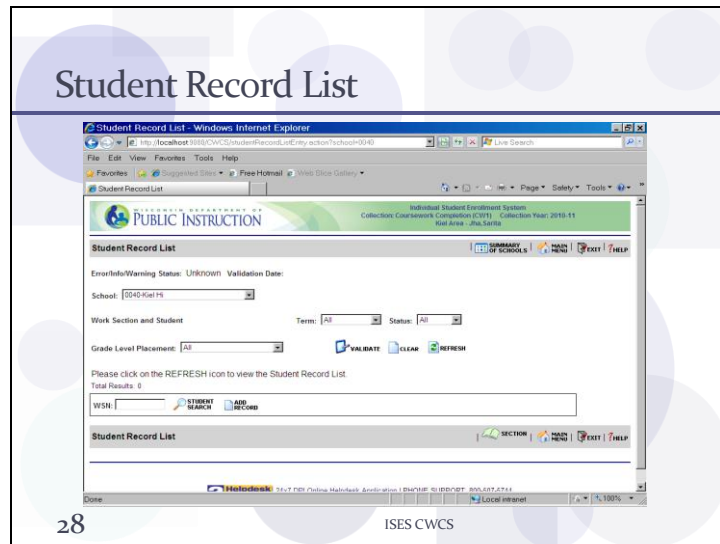 Student Record List
Student Record List - Windows Internet Explorer
http://localhost:9080/CWCS/studentRecordListEntry.action?school=0040
Live Search
File Edit View Favorites Tools Help
Favorites Suggested Sites Free Hotmail Web Slice Gallery
Student Record List
Page Safety Tools
WISCONSIN DEPARTMENT OF
PUBLIC INSTRUCTION
Individual Student Enrollment System
Collection: Coursework Completion (CW1) Collection Year: 2010-11
Kiel Area - Jha,Sarita
Student Record List
SUMMARY OF SCHOOLS | MAIN MENU | EXIT | HELP
Error/Info/Warning Status: Unknown Validation Date:
School: 0040-Kiel Hi
Work Section and Student Term: All Status: All
Grade Level Placement: All VALIDATE CLEAR REFRESH
Please click on the REFRESH icon to view the Student Record List.
Total Results: 0
WSN: STUDENT SEARCH ADD RECORD
Student Record List
| SECTION | MAIN MENU | EXIT | HELP
Helpdesk 24x7 DPI Online Helpdesk Application | PHONE SUPPORT
Done Local intranet 100%
28
ISES CWCS